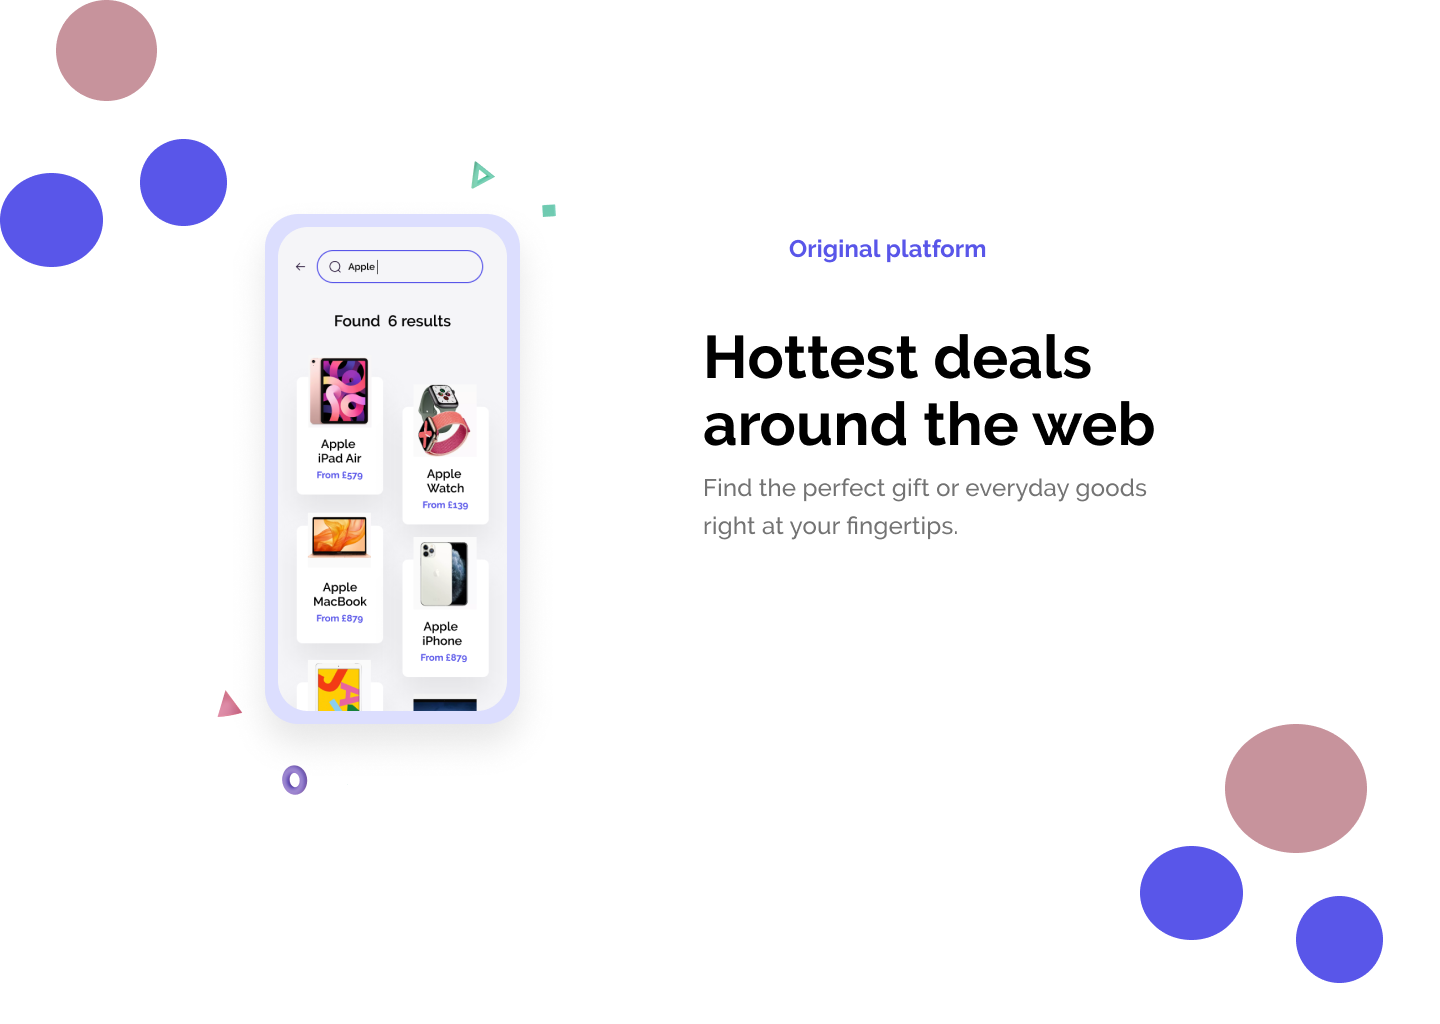 Apple
Found 6 results
Apple
iPad Air
From £579
Apple
Watch
From £139
Apple
MacBook
From £879
Apple
iPhone
From £879
Original platform
Hottest deals
around the web
Find the perfect gift or everyday goods
right at your fingertips.